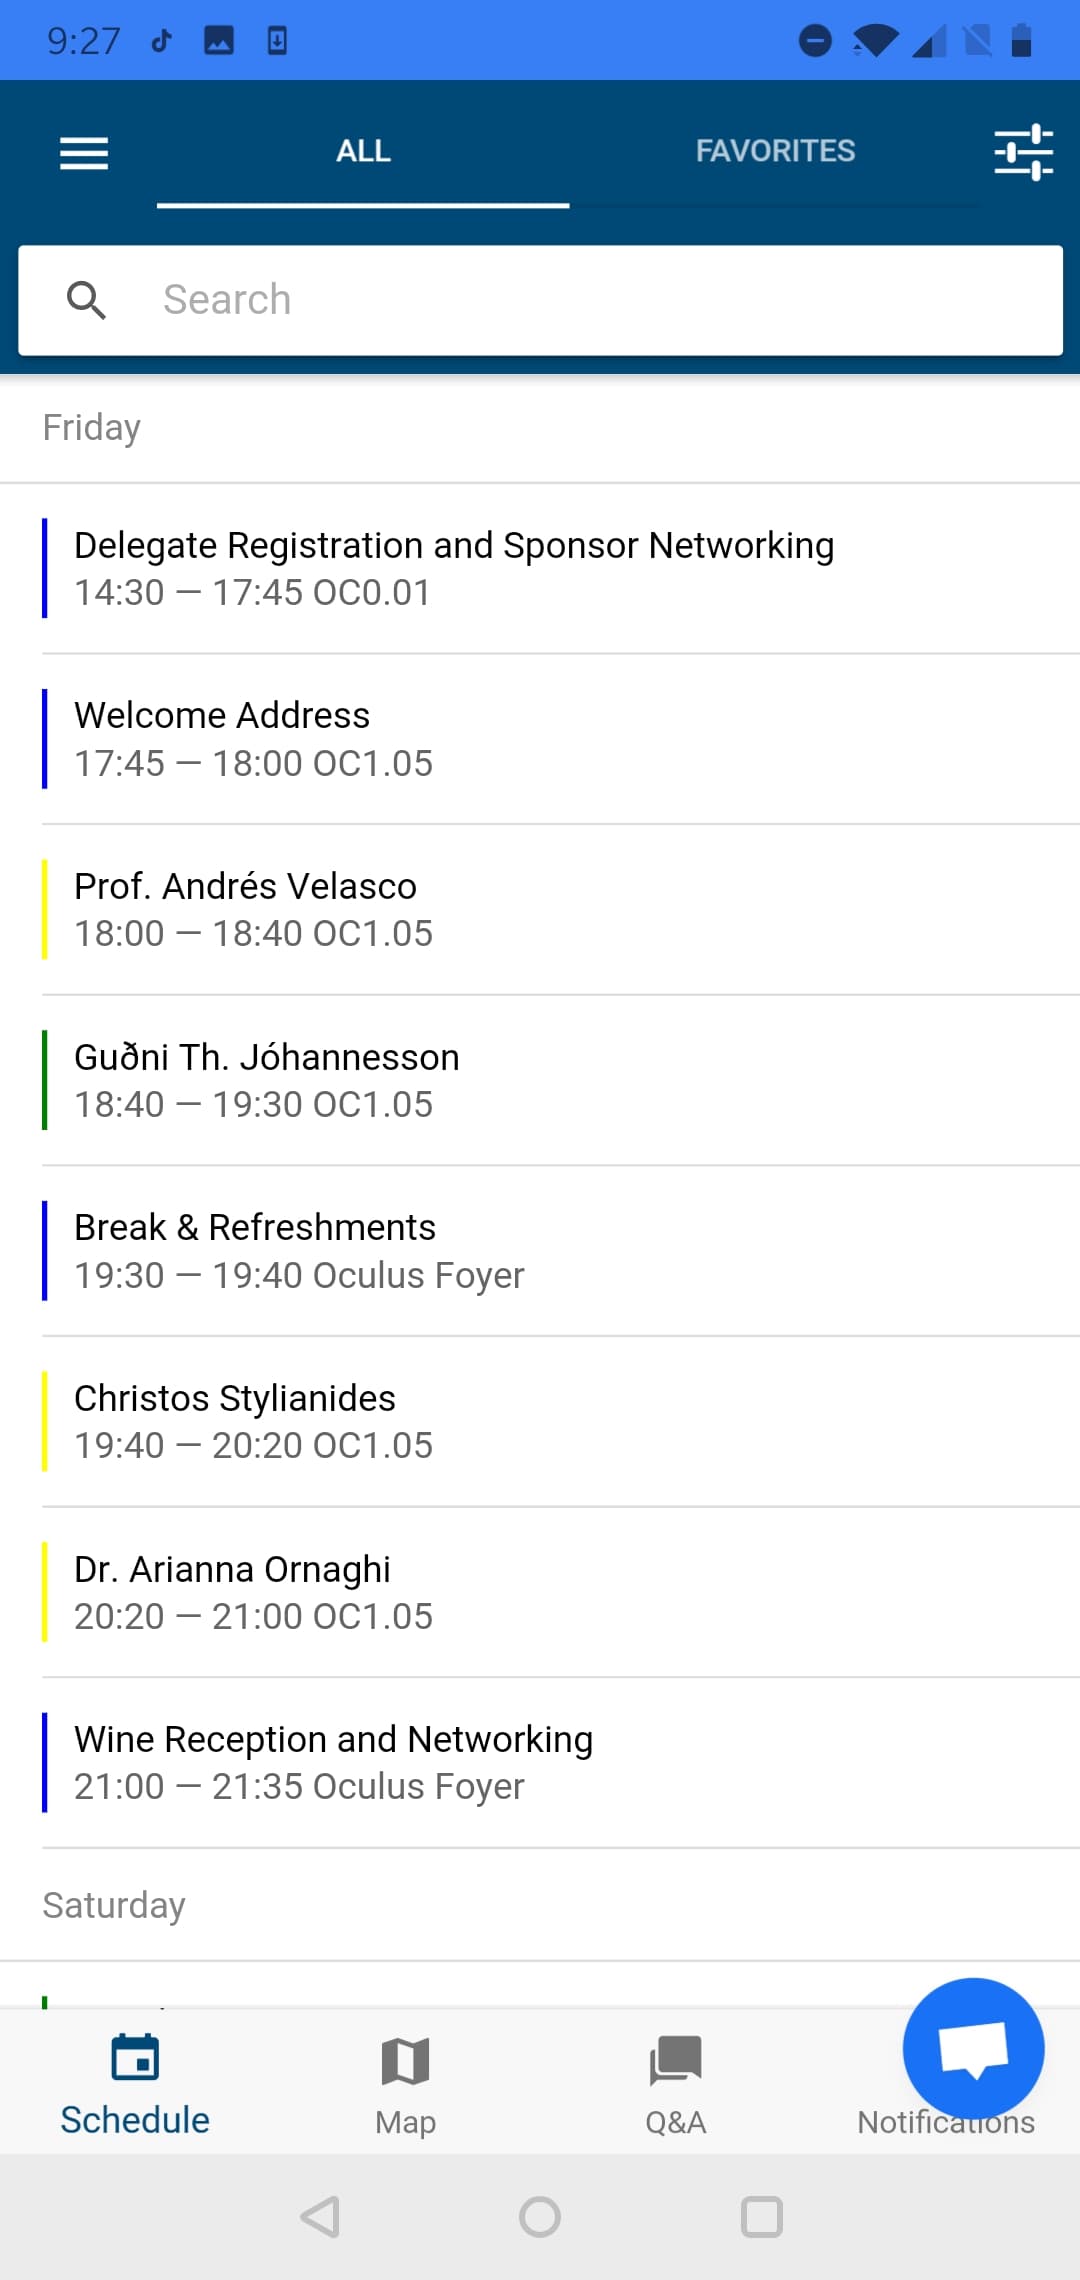 9:27
ALL
FAVORITES
Search
Friday
Delegate Registration and Sponsor Networking
14:30 — 17:45 OC0.01
Welcome Address
17:45 — 18:00 OC1.05
Prof. Andrés Velasco
18:00 — 18:40 OC1.05
Guðni Th. Jóhannesson
18:40 — 19:30 OC1.05
Break & Refreshments
19:30 — 19:40 Oculus Foyer
Christos Stylianides
19:40 — 20:20 OC1.05
Dr. Arianna Ornaghi
20:20 — 21:00 OC1.05
Wine Reception and Networking
21:00 — 21:35 Oculus Foyer
Saturday
Schedule
Map
Q&A
Notifications